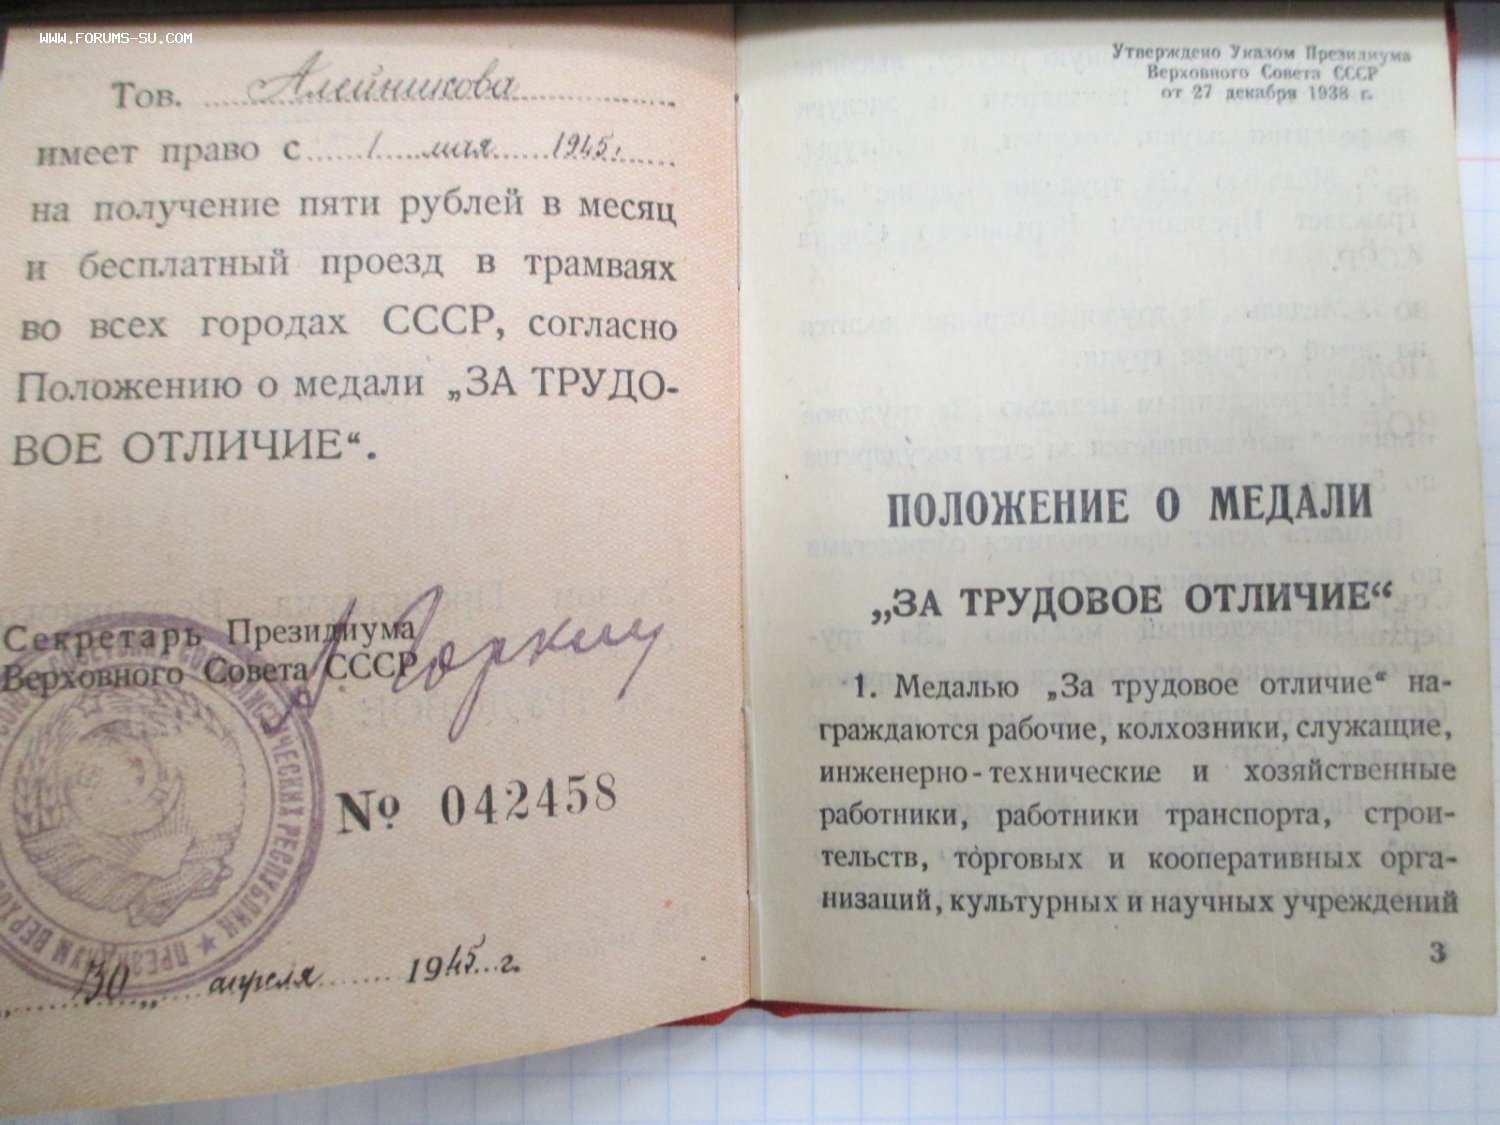 WWW.FORUMS-SU.COM
Тов. Алейникова
имеет право с 1 мая 1945г.
на получение пяти рублей в месяц
и бесплатный проезд в трамваях
во всех городах СССР, согласно
Положению о медали „ЗА ТРУДО-
ВОЕ ОТЛИЧИЕ“.
Секретарь Президиума
Верховного Совета СССР
А. Горкин
№ 042458
„30„ апреля 1945 г.
Утверждено Указом Президиума
Верховного Совета СССР
от 27 декабря 1938 г.
ПОЛОЖЕНИЕ О МЕДАЛИ
„ЗА ТРУДОВОЕ ОТЛИЧИЕ“
1. Медалью „За трудовое отличие“ на-
граждаются рабочие, колхозники, служащие,
инженерно-технические и хозяйственные
работники, работники транспорта, строи-
тельств, торговых и кооперативных орга-
низаций, культурных и научных учреждений
3